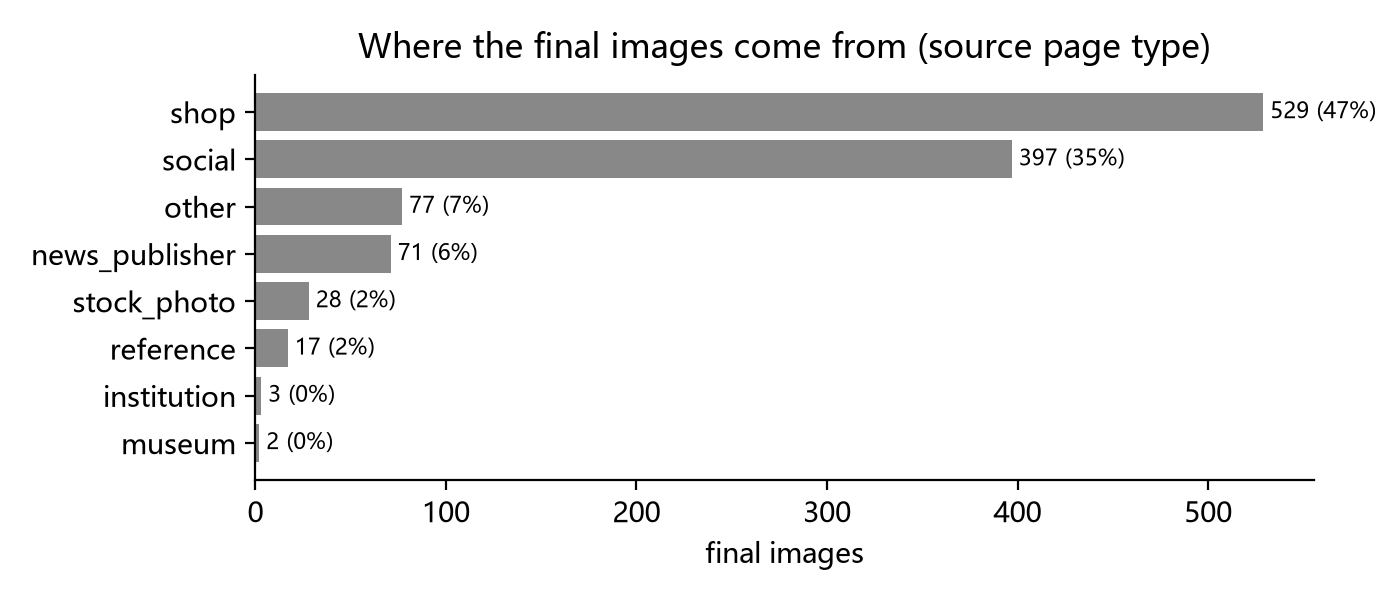 Where the final images come from (source page type)
shop 529 (47%)
social 397 (35%)
other 77 (7%)
news_publisher 71 (6%)
stock_photo 28 (2%)
reference 17 (2%)
institution 3 (0%)
museum 2 (0%)
0 100 200 300 400 500
final images